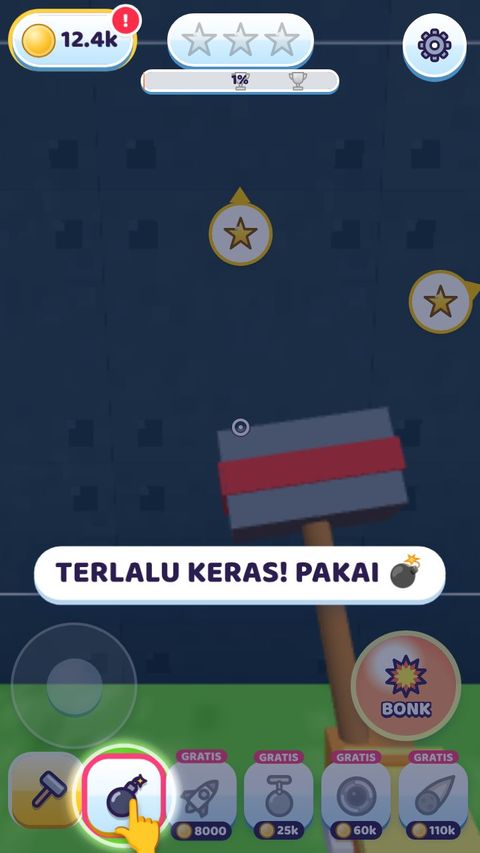 12.4k
!
1%
TERLALU KERAS! PAKAI
BONK
GRATIS
GRATIS
GRATIS
GRATIS
8000
25k
60k
110k